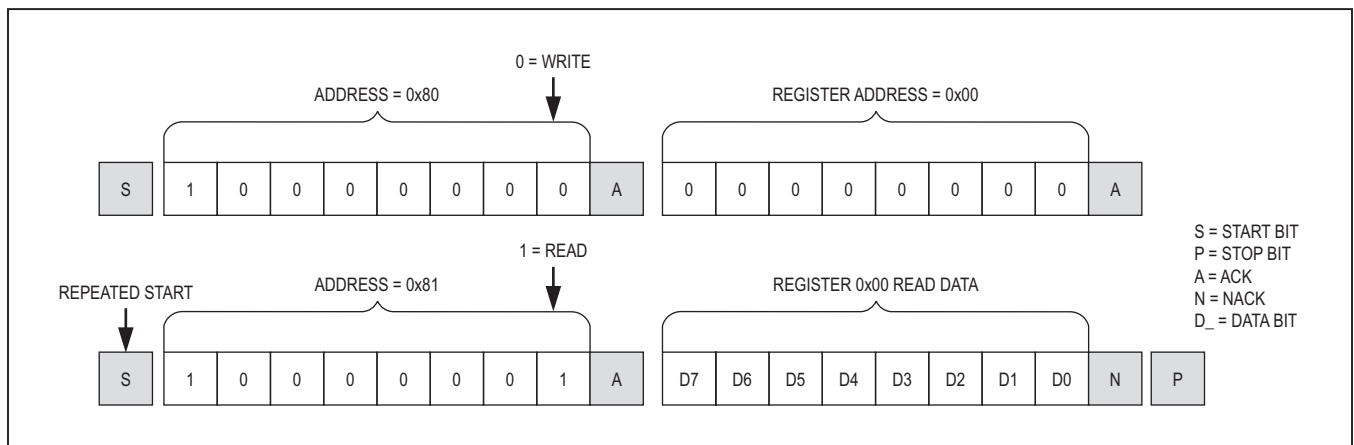 0 = WRITE
ADDRESS = 0x80 REGISTER ADDRESS = 0x00
S 1 0 0 0 0 0 0 0 A 0 0 0 0 0 0 0 0 A
S = START BIT
P = STOP BIT
A = ACK
N = NACK
D_ = DATA BIT
1 = READ
REPEATED START ADDRESS = 0x81 REGISTER 0x00 READ DATA
S 1 0 0 0 0 0 0 1 A D7 D6 D5 D4 D3 D2 D1 D0 N P